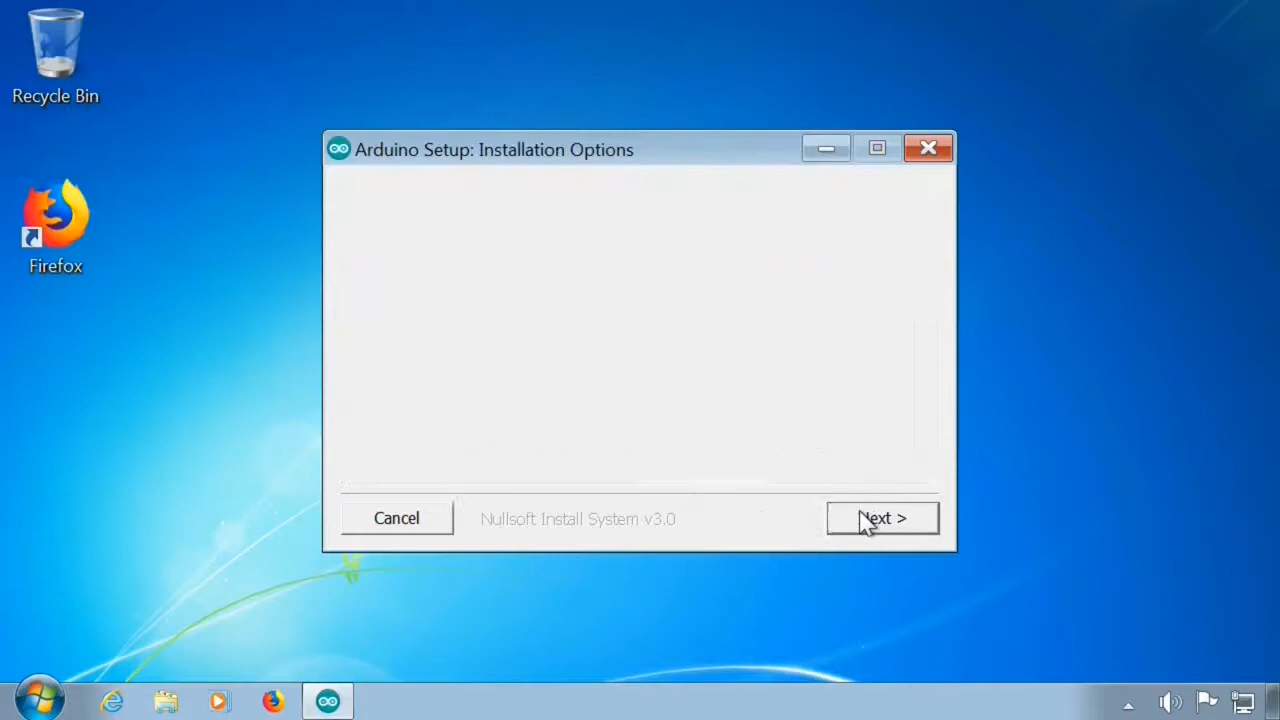 Recycle Bin
Firefox
Arduino Setup: Installation Options
Cancel
Nullsoft Install System v3.0
Next >